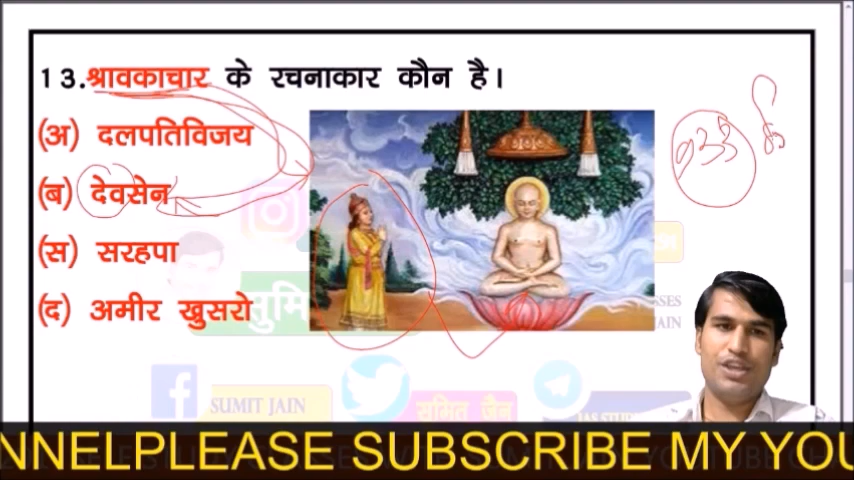 13.श्रावकाचार के रचनाकार कौन है।
(अ) दलपतिविजय
(ब) देवसेन
(स) सरहपा
(द) अमीर खुसरो
933 ई
सुमि
SUMIT JAIN
सुमित जैन
NNELPLEASE SUBSCRIBE MY YOU